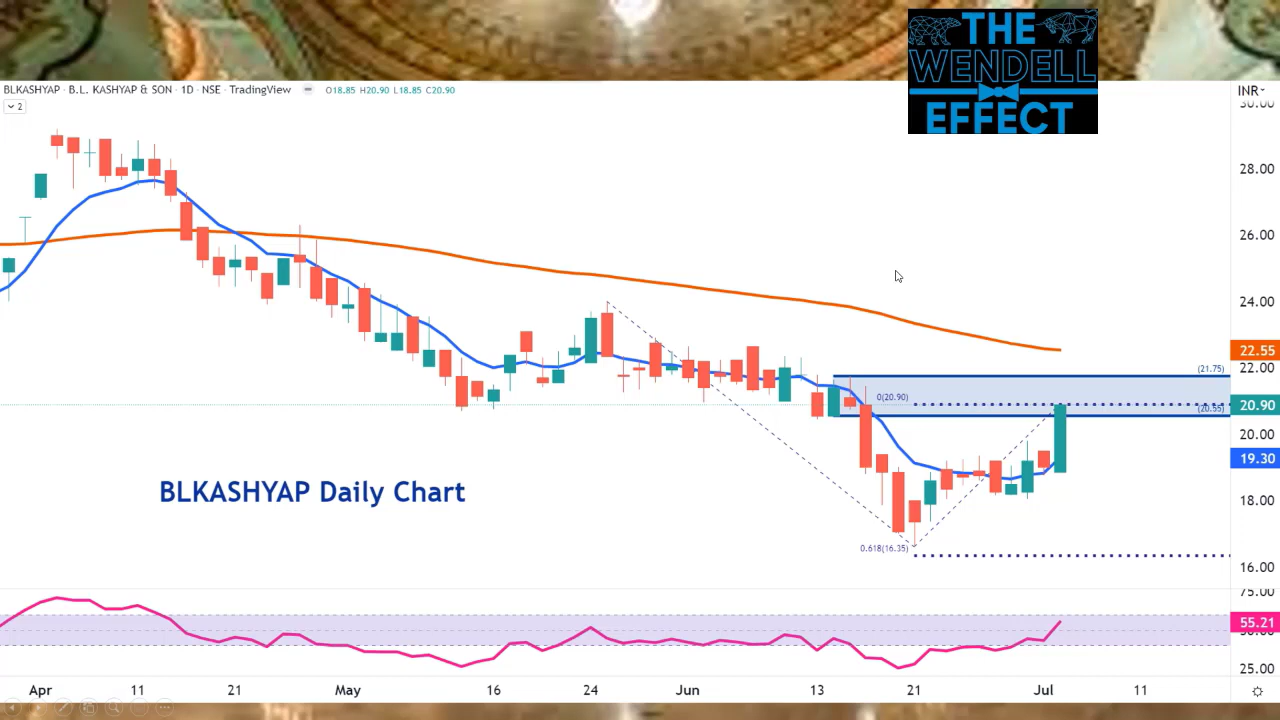 THE
WENDELL
EFFECT
BLKASHYAP · B.L. KASHYAP & SON · 1D · NSE · TradingView
O18.85 H20.90 L18.85 C20.90
INR
2
30.00
28.00
26.00
24.00
22.55
22.00
(21.75)
0(20.90)
20.90
(20.55)
20.00
19.30
BLKASHYAP Daily Chart
18.00
0.618(16.35)
16.00
75.00
55.21
50.00
25.00
Apr 11 21 May 16 24 Jun 13 21 Jul 11